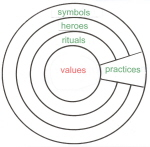 symbols
heroes
rituals
values
practices